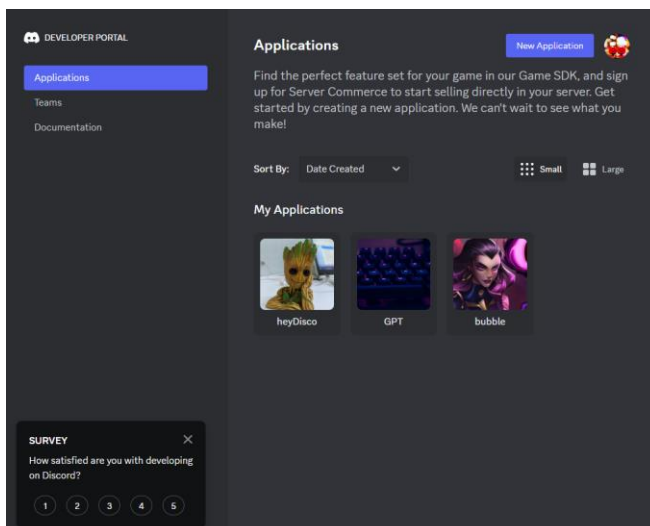 DEVELOPER PORTAL
Applications
Teams
Documentation
Applications
New Application
Find the perfect feature set for your game in our Game SDK, and sign
up for Server Commerce to start selling directly in your server. Get
started by creating a new application. We can't wait to see what you
make!
Sort By: Date Created
Small Large
My Applications
heyDisco GPT bubble
SURVEY
How satisfied are you with developing
on Discord?
1 2 3 4 5